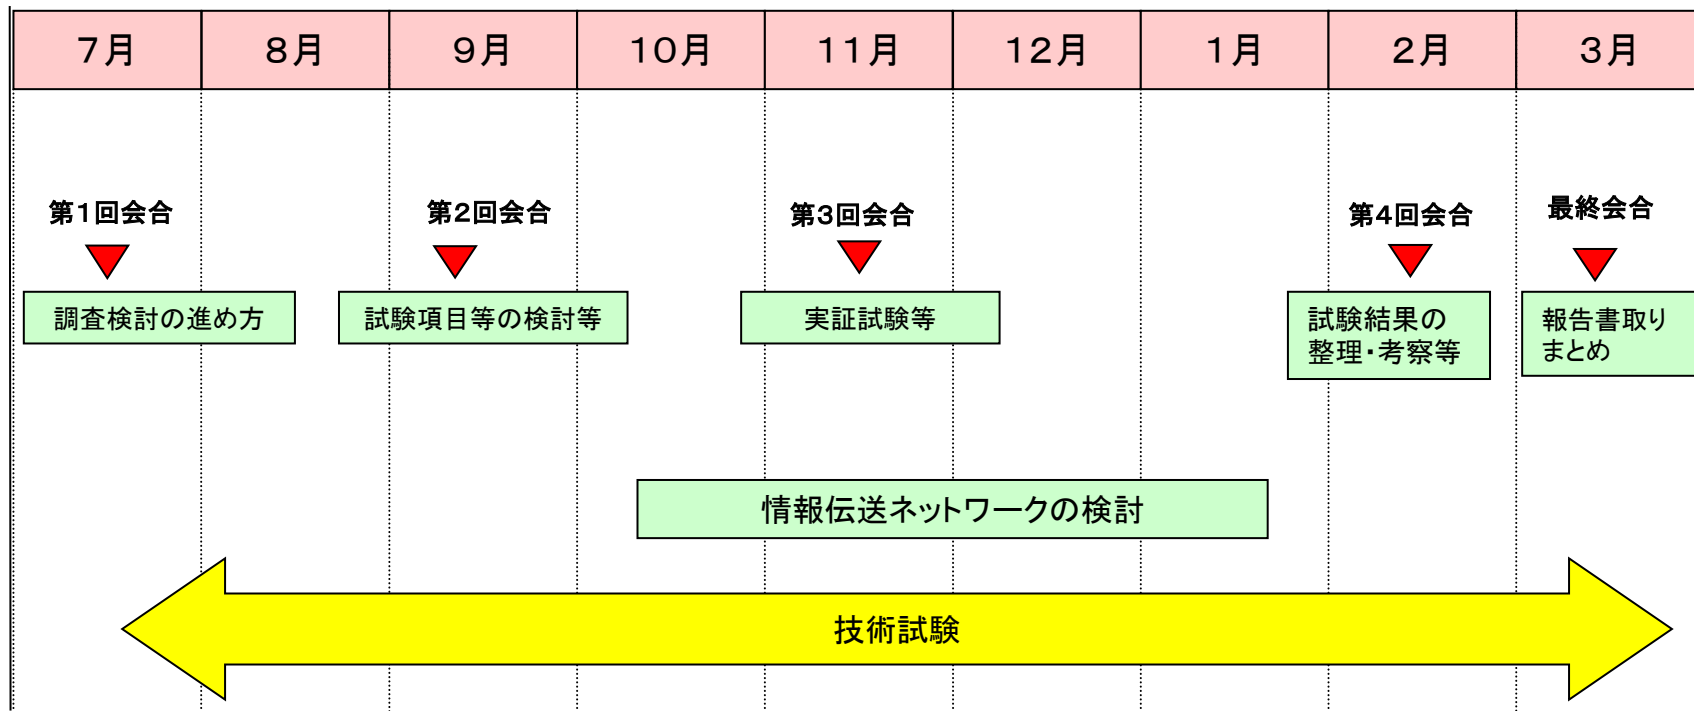 ７月
８月
９月
１０月
１１月
１２月
１月
２月
３月
第１回会合
第２回会合
第３回会合
第４回会合
最終会合
調査検討の進め方
試験項目等の検討等
実証試験等
試験結果の
整理・考察等
報告書取り
まとめ
情報伝送ネットワークの検討
技術試験